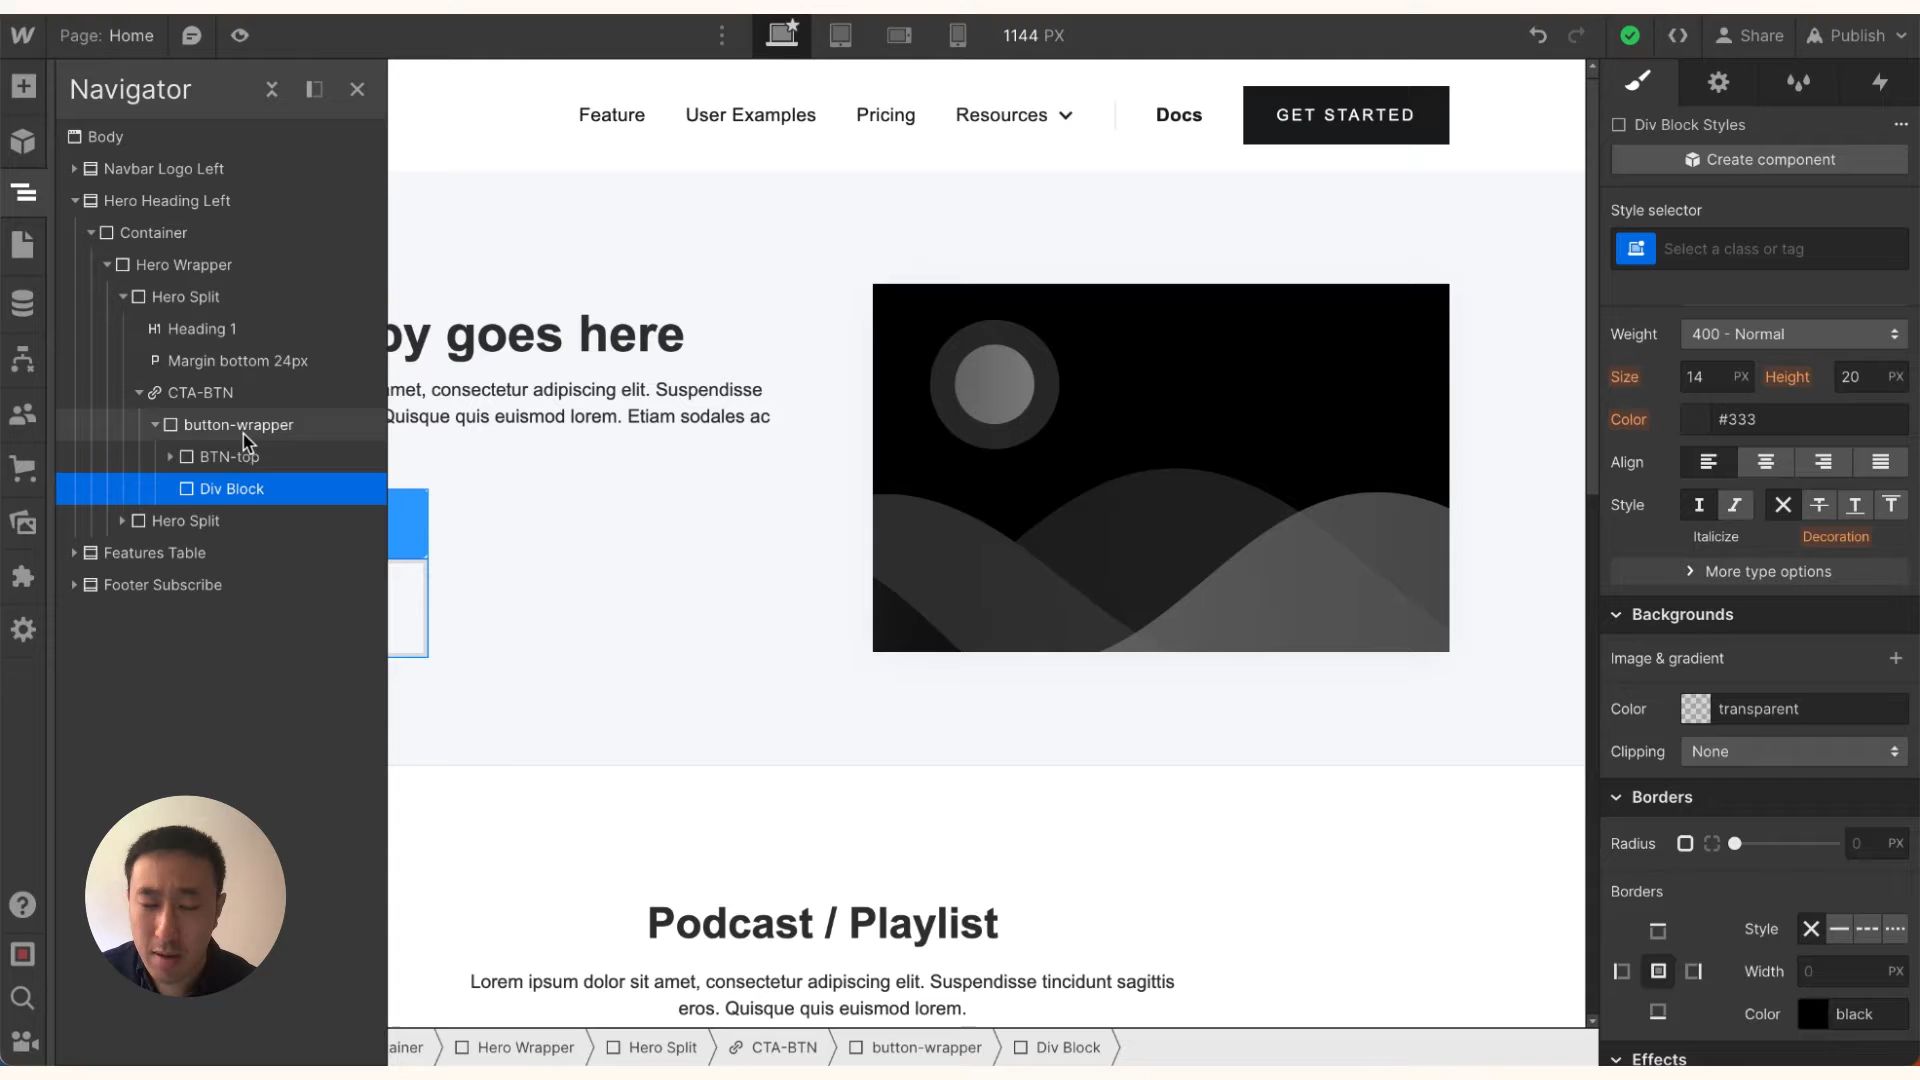 Page: Home
1144 PX
Share
Publish
Navigator
Body
Navbar Logo Left
Hero Heading Left
Container
Hero Wrapper
Hero Split
H1 Heading 1
P Margin bottom 24px
CTA-BTN
button-wrapper
BTN-top
Div Block
Hero Split
Features Table
Footer Subscribe
Feature
User Examples
Pricing
Resources
Docs
GET STARTED
goes here
amet, consectetur adipiscing elit. Suspendisse
Quisque quis euismod lorem. Etiam sodales ac
Podcast / Playlist
Lorem ipsum dolor sit amet, consectetur adipiscing elit. Suspendisse tincidunt sagittis
eros. Quisque quis euismod lorem.
ainer
Hero Wrapper
Hero Split
CTA-BTN
button-wrapper
Div Block
Div Block Styles
Create component
Style selector
Select a class or tag
Weight 400 - Normal
Size 14 PX Height 20 PX
Color #333
Align
Style
Italicize Decoration
More type options
Backgrounds
Image & gradient
Color transparent
Clipping None
Borders
Radius 0 PX
Borders
Style
Width 0 PX
Color black
Effects